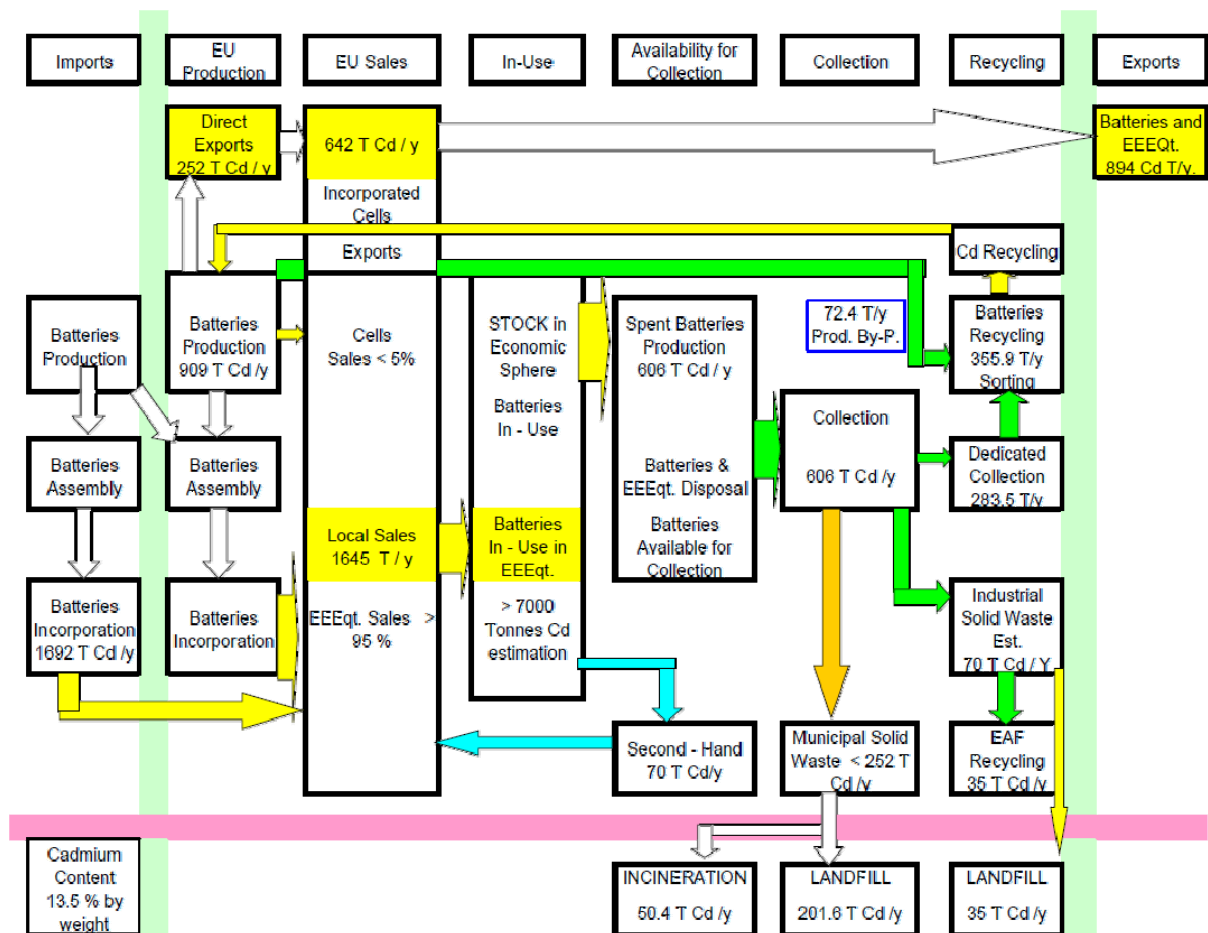 Imports
EU
Production
EU Sales
In-Use
Availability for
Collection
Collection
Recycling
Exports
Direct
Exports
252 T Cd / y
642 T Cd / y
Incorporated
Cells
Exports
Batteries and
EEEQt.
894 Cd T/y.
Cd Recycling
Batteries
Production
Batteries
Production
909 T Cd /y
Cells
Sales < 5%
STOCK in
Economic
Sphere
Batteries
In - Use
Spent Batteries
Production
606 T Cd / y
Batteries &
EEEqt. Disposal
Batteries
Available for
Collection
72.4 T/y
Prod. By-P.
Batteries
Recycling
355.9 T/y
Sorting
Collection
606 T Cd /y
Dedicated
Collection
283.5 T/y
Batteries
Assembly
Batteries
Assembly
Local Sales
1645 T / y
Batteries
In - Use in
EEEqt.
Batteries
Incorporation
1692 T Cd /y
Batteries
Incorporation
EEEqt. Sales >
95 %
> 7000
Tonnes Cd
estimation
Industrial
Solid Waste
Est.
70 T Cd / Y
Second - Hand
70 T Cd/y
Municipal Solid
Waste < 252 T
Cd /y
EAF
Recycling
35 T Cd /y
Cadmium
Content
13.5 % by
weight
INCINERATION
50.4 T Cd /y
LANDFILL
201.6 T Cd /y
LANDFILL
35 T Cd / y